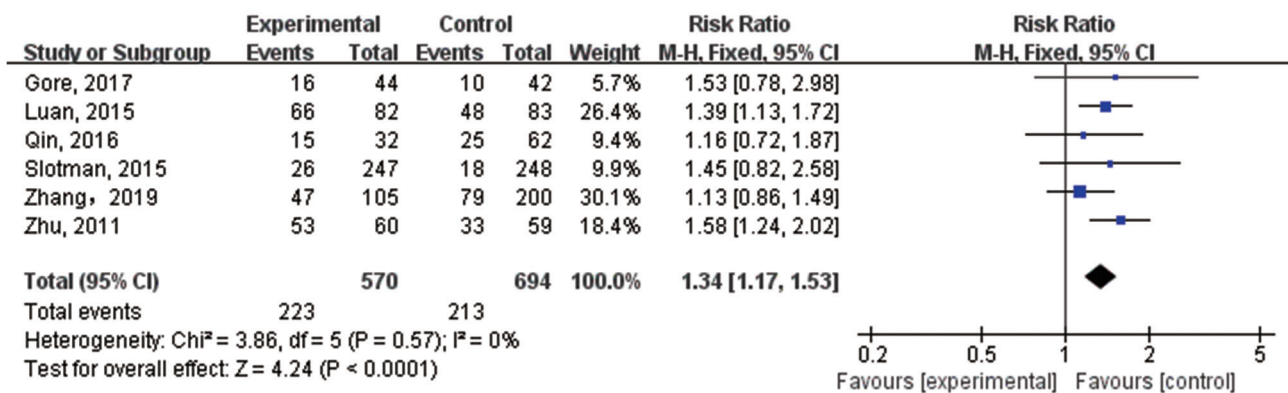 Experimental Control Risk Ratio Risk Ratio
Study or Subgroup Events Total Events Total Weight M-H, Fixed, 95% CI M-H, Fixed, 95% CI
Gore, 2017 16 44 10 42 5.7% 1.53 [0.78, 2.98]
Luan, 2015 66 82 48 83 26.4% 1.39 [1.13, 1.72]
Qin, 2016 15 32 25 62 9.4% 1.16 [0.72, 1.87]
Slotman, 2015 26 247 18 248 9.9% 1.45 [0.82, 2.58]
Zhang，2019 47 105 79 200 30.1% 1.13 [0.86, 1.49]
Zhu, 2011 53 60 33 59 18.4% 1.58 [1.24, 2.02]
Total (95% CI) 570 694 100.0% 1.34 [1.17, 1.53]
Total events 223 213
Heterogeneity: Chi² = 3.86, df = 5 (P = 0.57); I² = 0%
Test for overall effect: Z = 4.24 (P < 0.0001)
0.2 0.5 1 2 5
Favours [experimental] Favours [control]